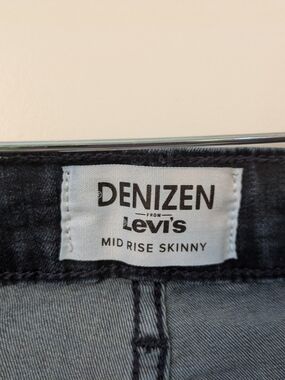 DENIZEN
FROM
Levi's
MID RISE SKINNY